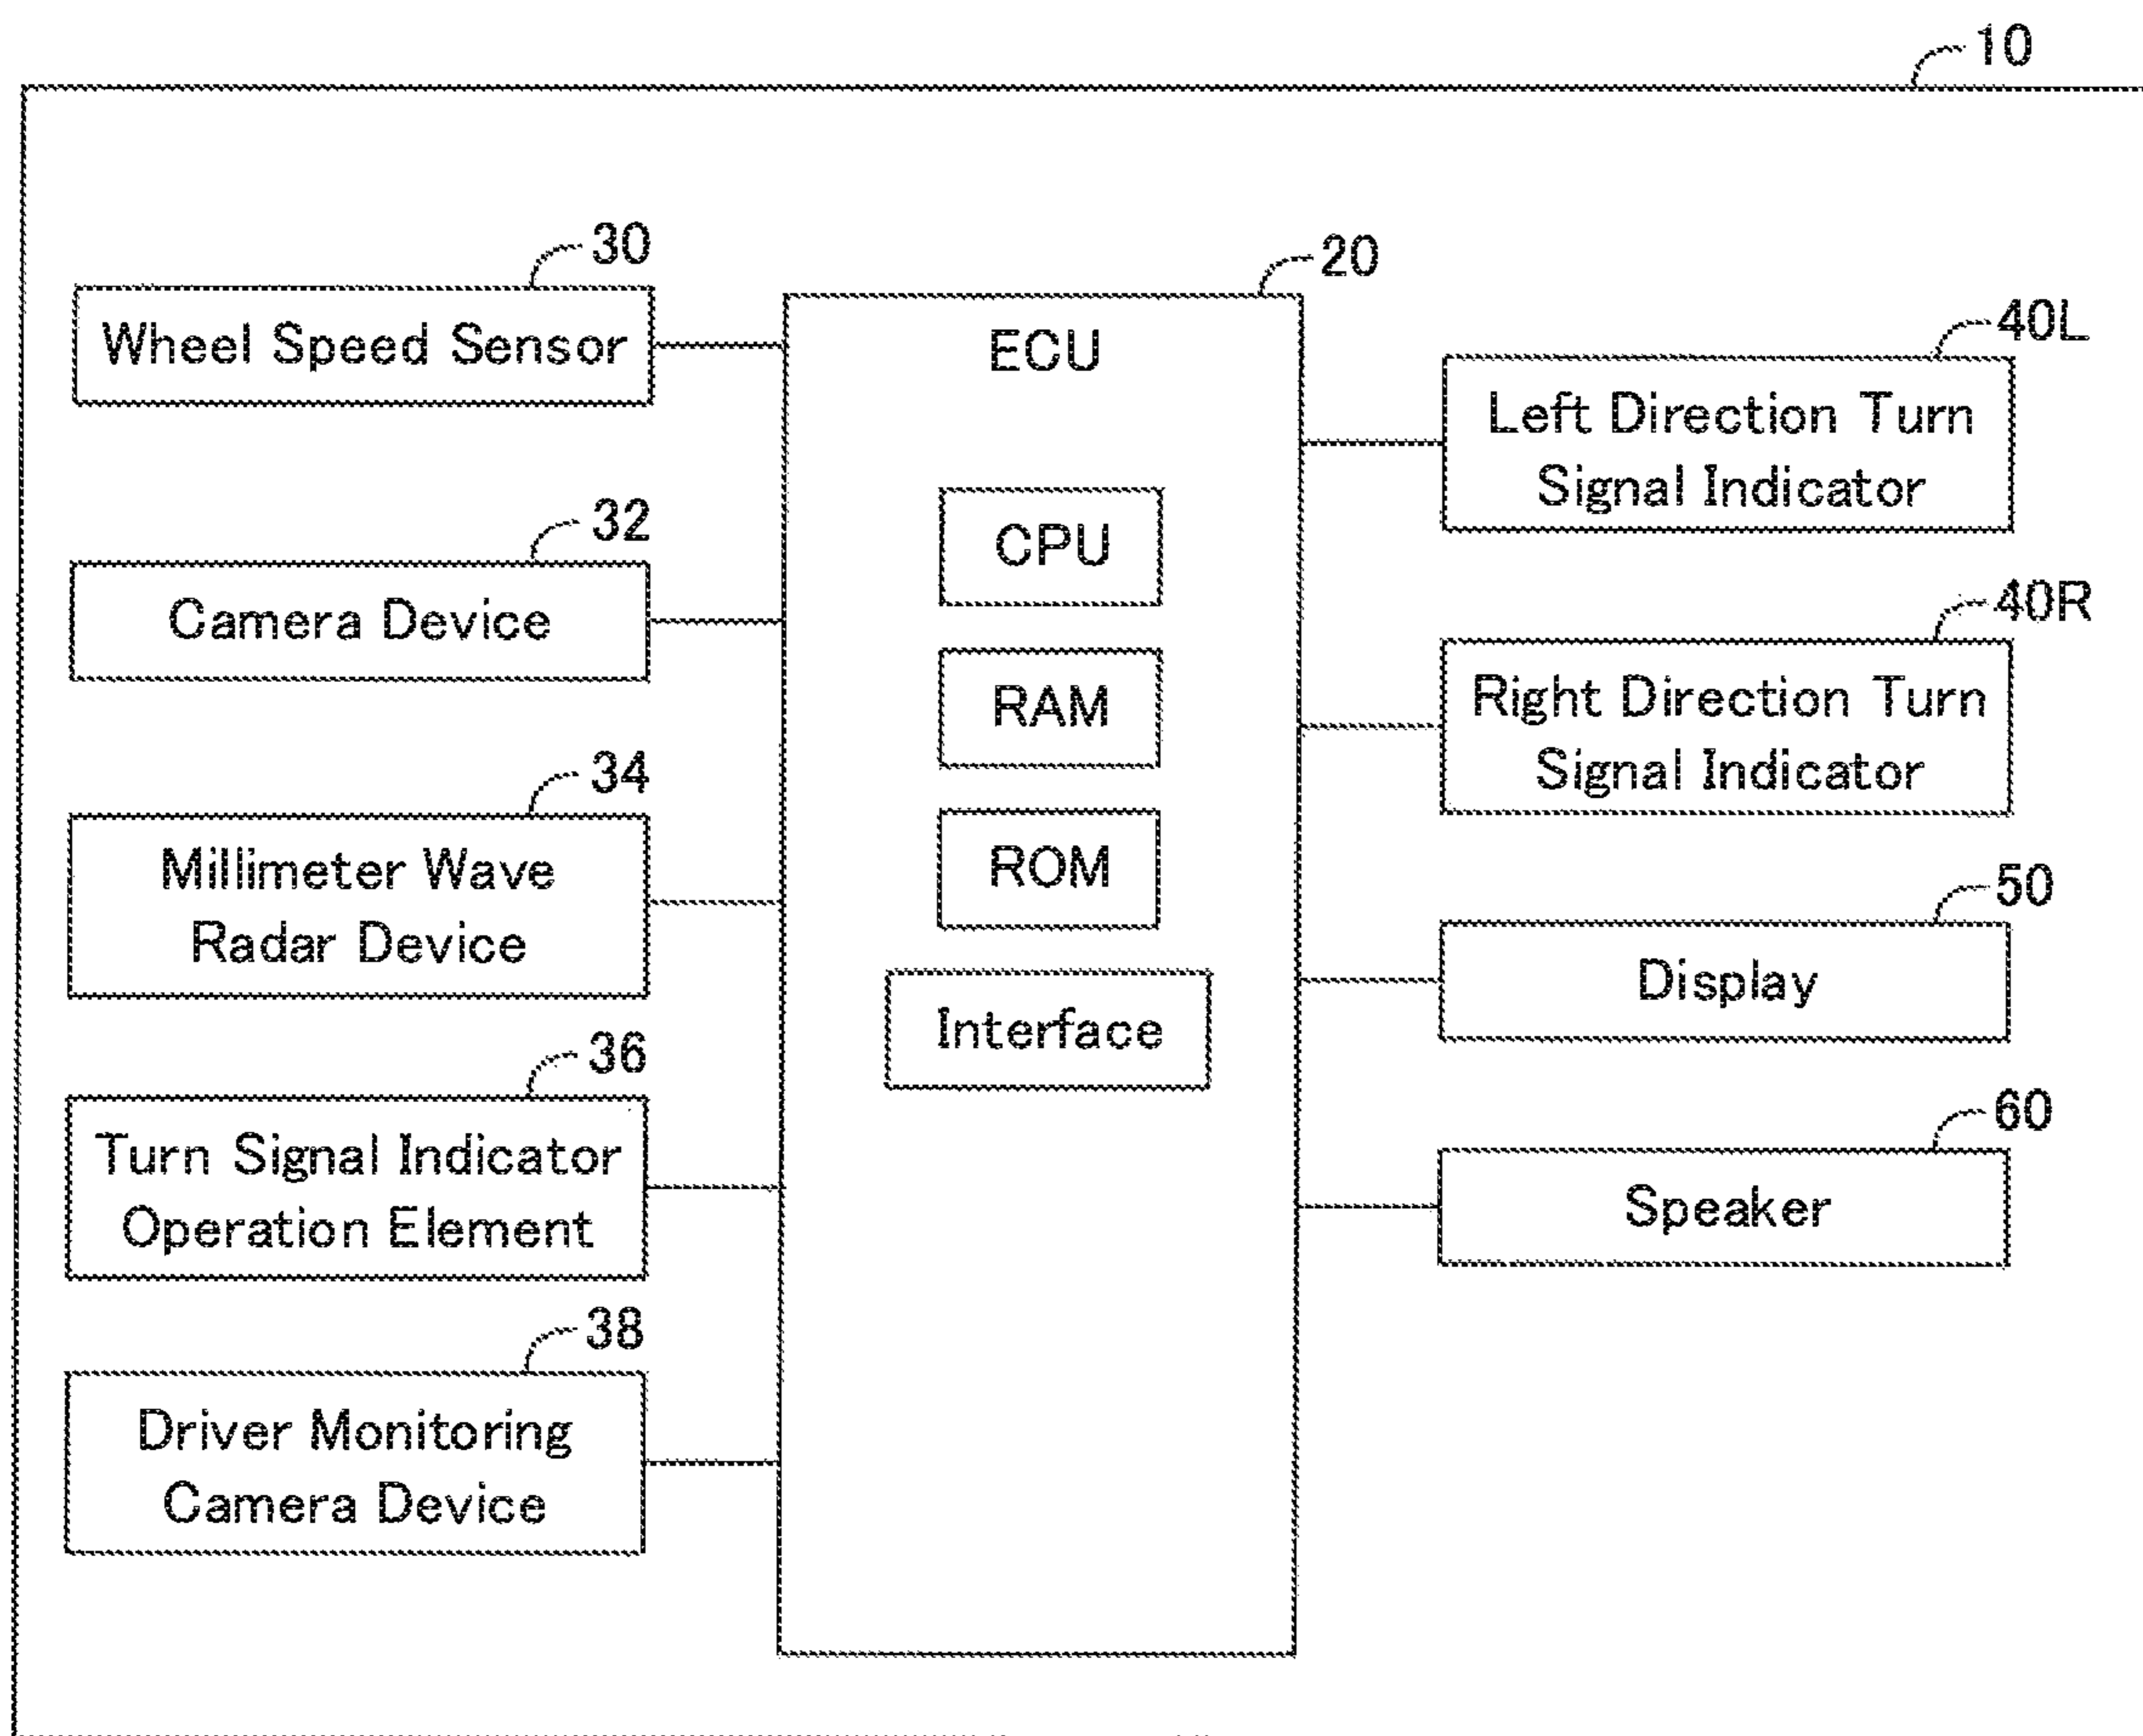 10
30
Wheel Speed Sensor
32
Camera Device
34
Millimeter Wave
Radar Device
36
Turn Signal Indicator
Operation Element
38
Driver Monitoring
Camera Device
20
ECU
CPU
RAM
ROM
Interface
40L
Left Direction Turn
Signal Indicator
40R
Right Direction Turn
Signal Indicator
50
Display
60
Speaker